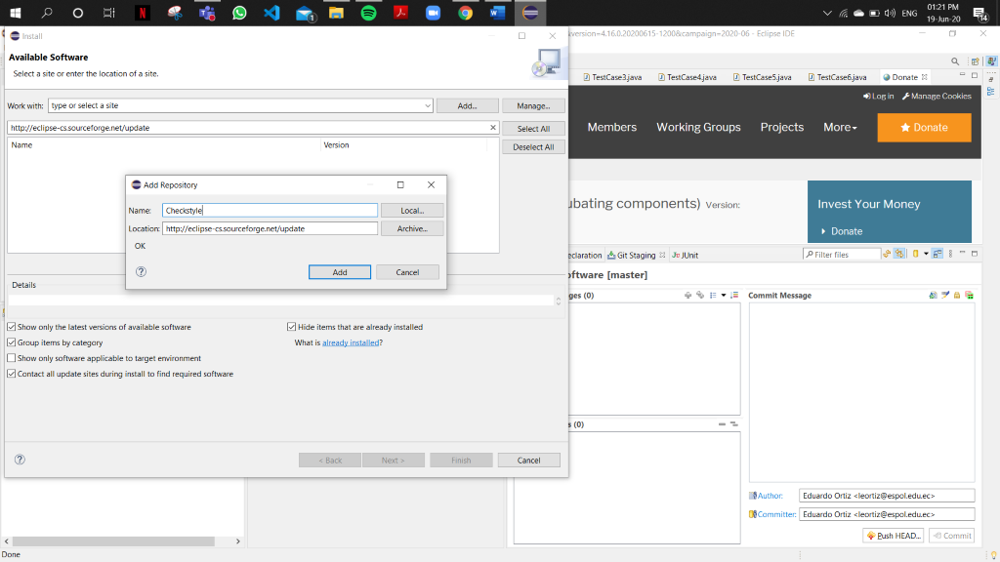 01:21 PM
ENG
19-Jun-20
14
1
Install
version=4.16.0.20200615-1200&campaign=2020-06 - Eclipse IDE
Available Software
Select a site or enter the location of a site.
TestCase3.java
TestCase4.java
TestCase5.java
TestCase6.java
Donate
Work with:
type or select a site
Add...
Manage...
Log in
Manage Cookies
http://eclipse-cs.sourceforge.net/update
Select All
Members
Working Groups
Projects
More
Donate
Name
Version
Deselect All
Add Repository
Name:
Checkstyle
Local...
Location:
http://eclipse-cs.sourceforge.net/update
Archive...
OK
Add
Cancel
ubating components)
Version:
Invest Your Money
Donate
eclaration
Git Staging
JUnit
Filter files
oftware [master]
Details
ges (0)
Commit Message
Show only the latest versions of available software
Hide items that are already installed
Group items by category
What is already installed?
Show only software applicable to target environment
Contact all update sites during install to find required software
s (0)
< Back
Next >
Finish
Cancel
Author:
Eduardo Ortiz <leortiz@espol.edu.ec>
Committer:
Eduardo Ortiz <leortiz@espol.edu.ec>
Push HEAD...
Commit
Done